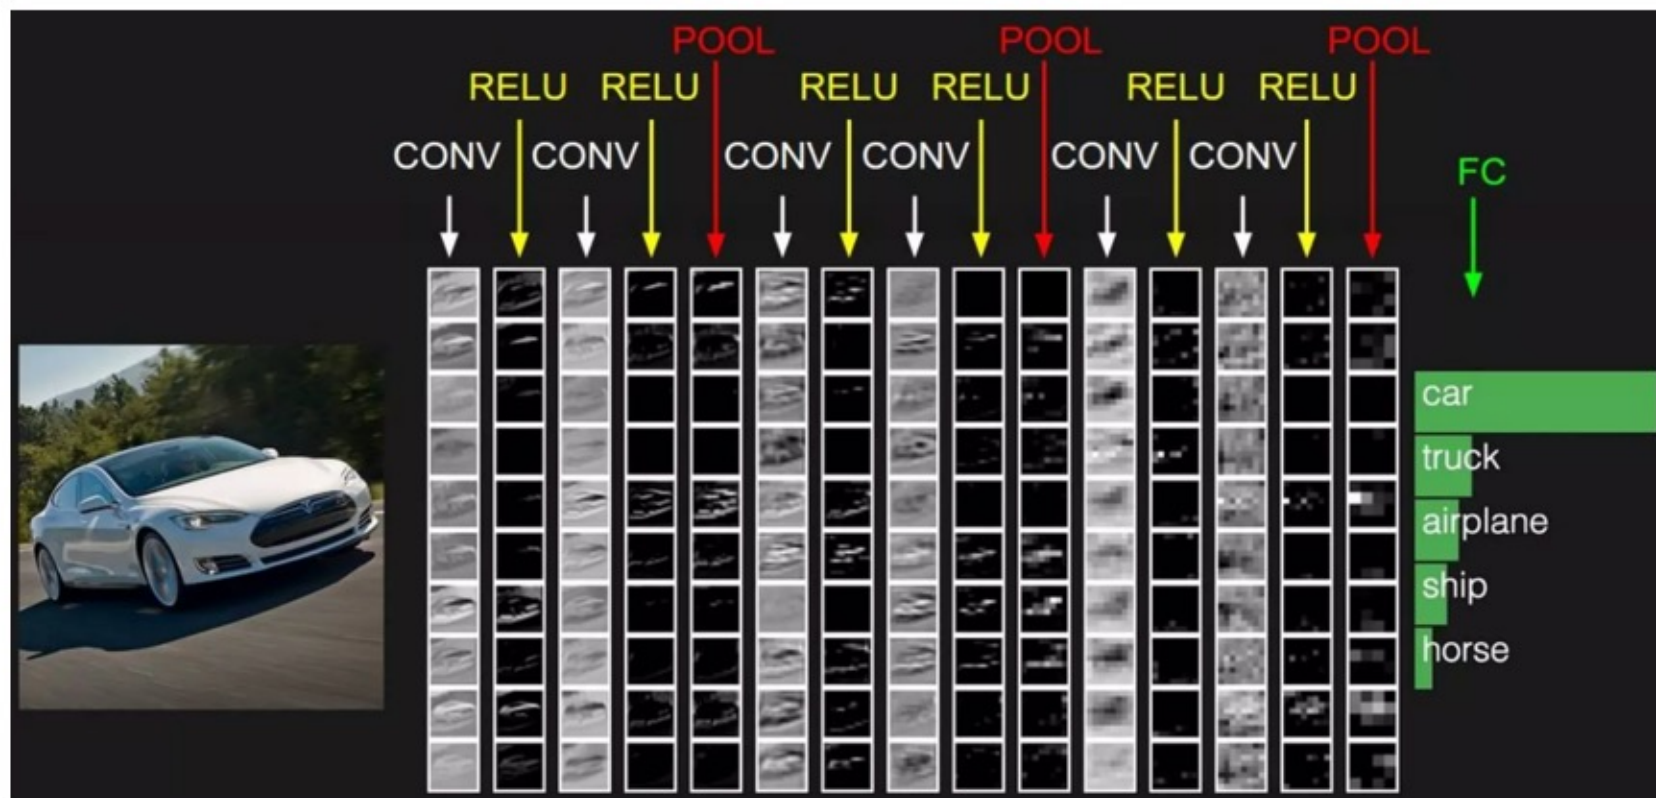 POOL POOL POOL
RELU RELU RELU RELU RELU RELU
CONV CONV CONV CONV CONV CONV
FC
car
truck
airplane
ship
horse